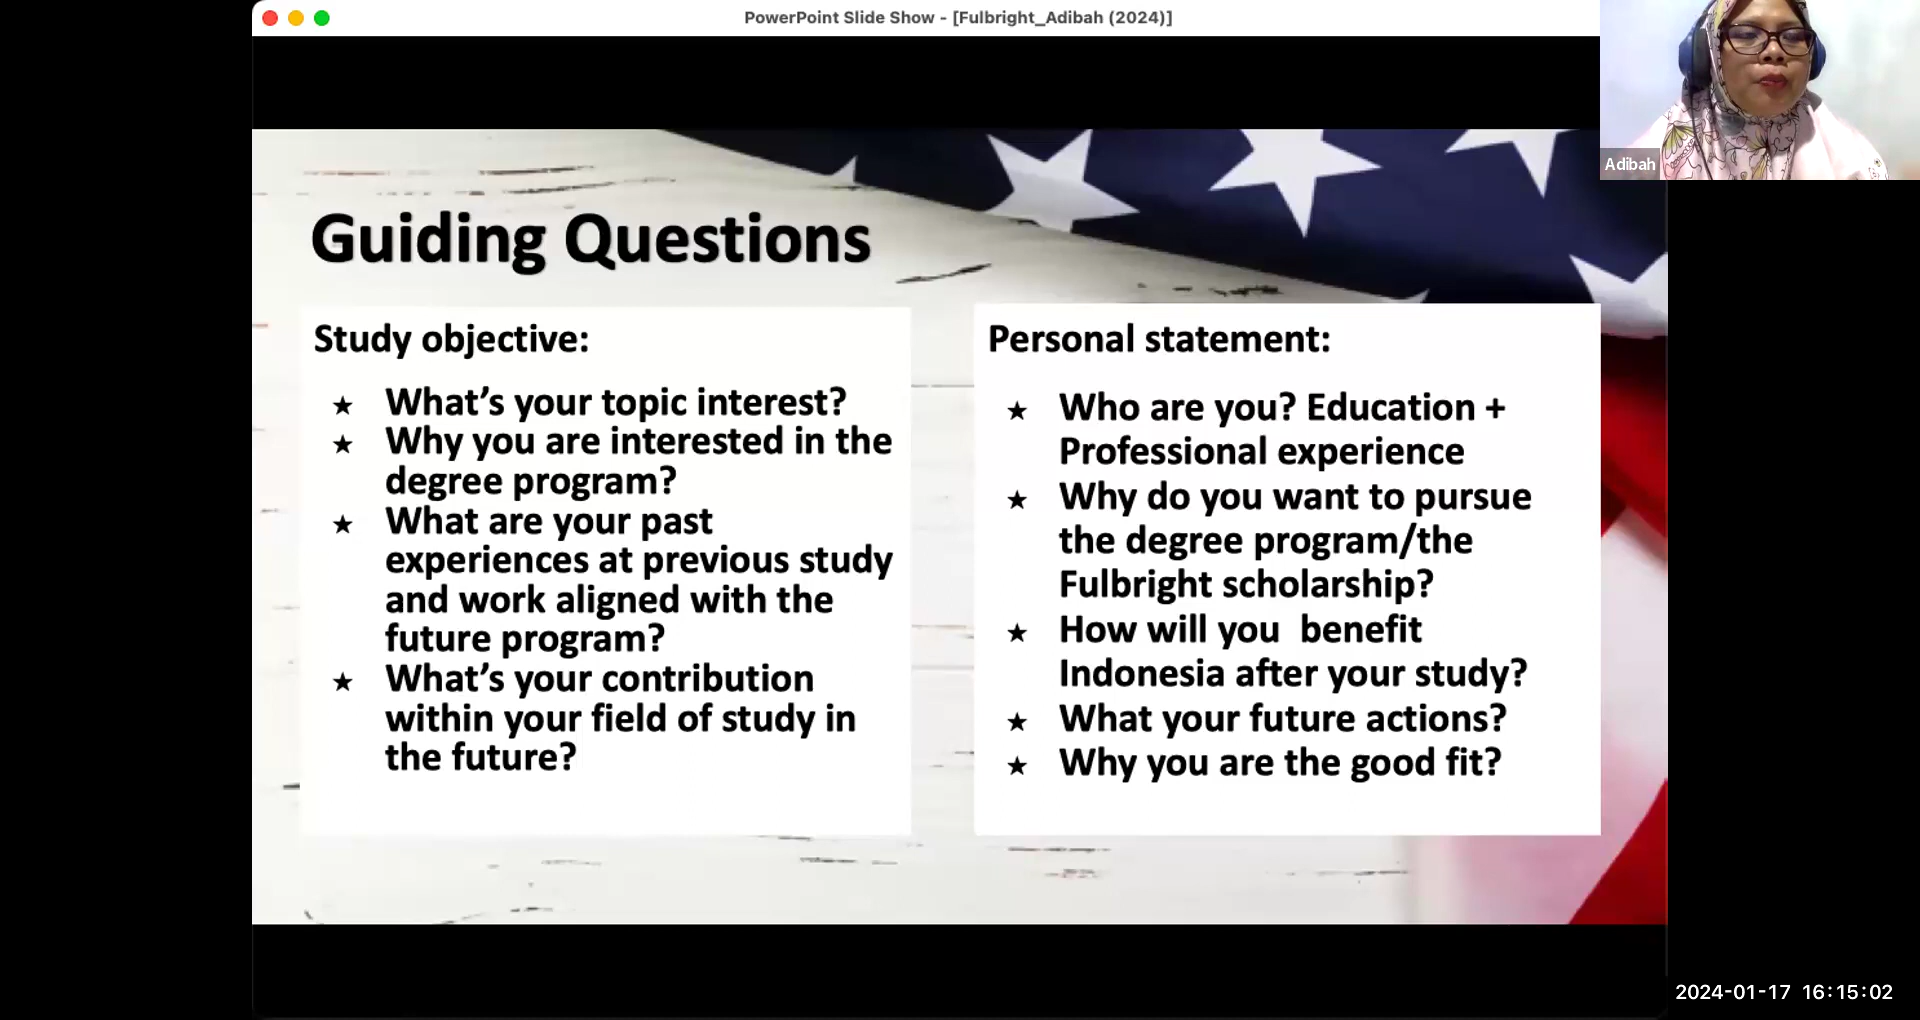 PowerPoint Slide Show - [Fulbright_Adibah (2024)]
Adibah
Guiding Questions
Study objective:
★ What's your topic interest?
★ Why you are interested in the
degree program?
★ What are your past
experiences at previous study
and work aligned with the
future program?
★ What's your contribution
within your field of study in
the future?
Personal statement:
★ Who are you? Education +
Professional experience
★ Why do you want to pursue
the degree program/the
Fulbright scholarship?
★ How will you  benefit
Indonesia after your study?
★ What your future actions?
★ Why you are the good fit?
2024-01-17 16:15:02